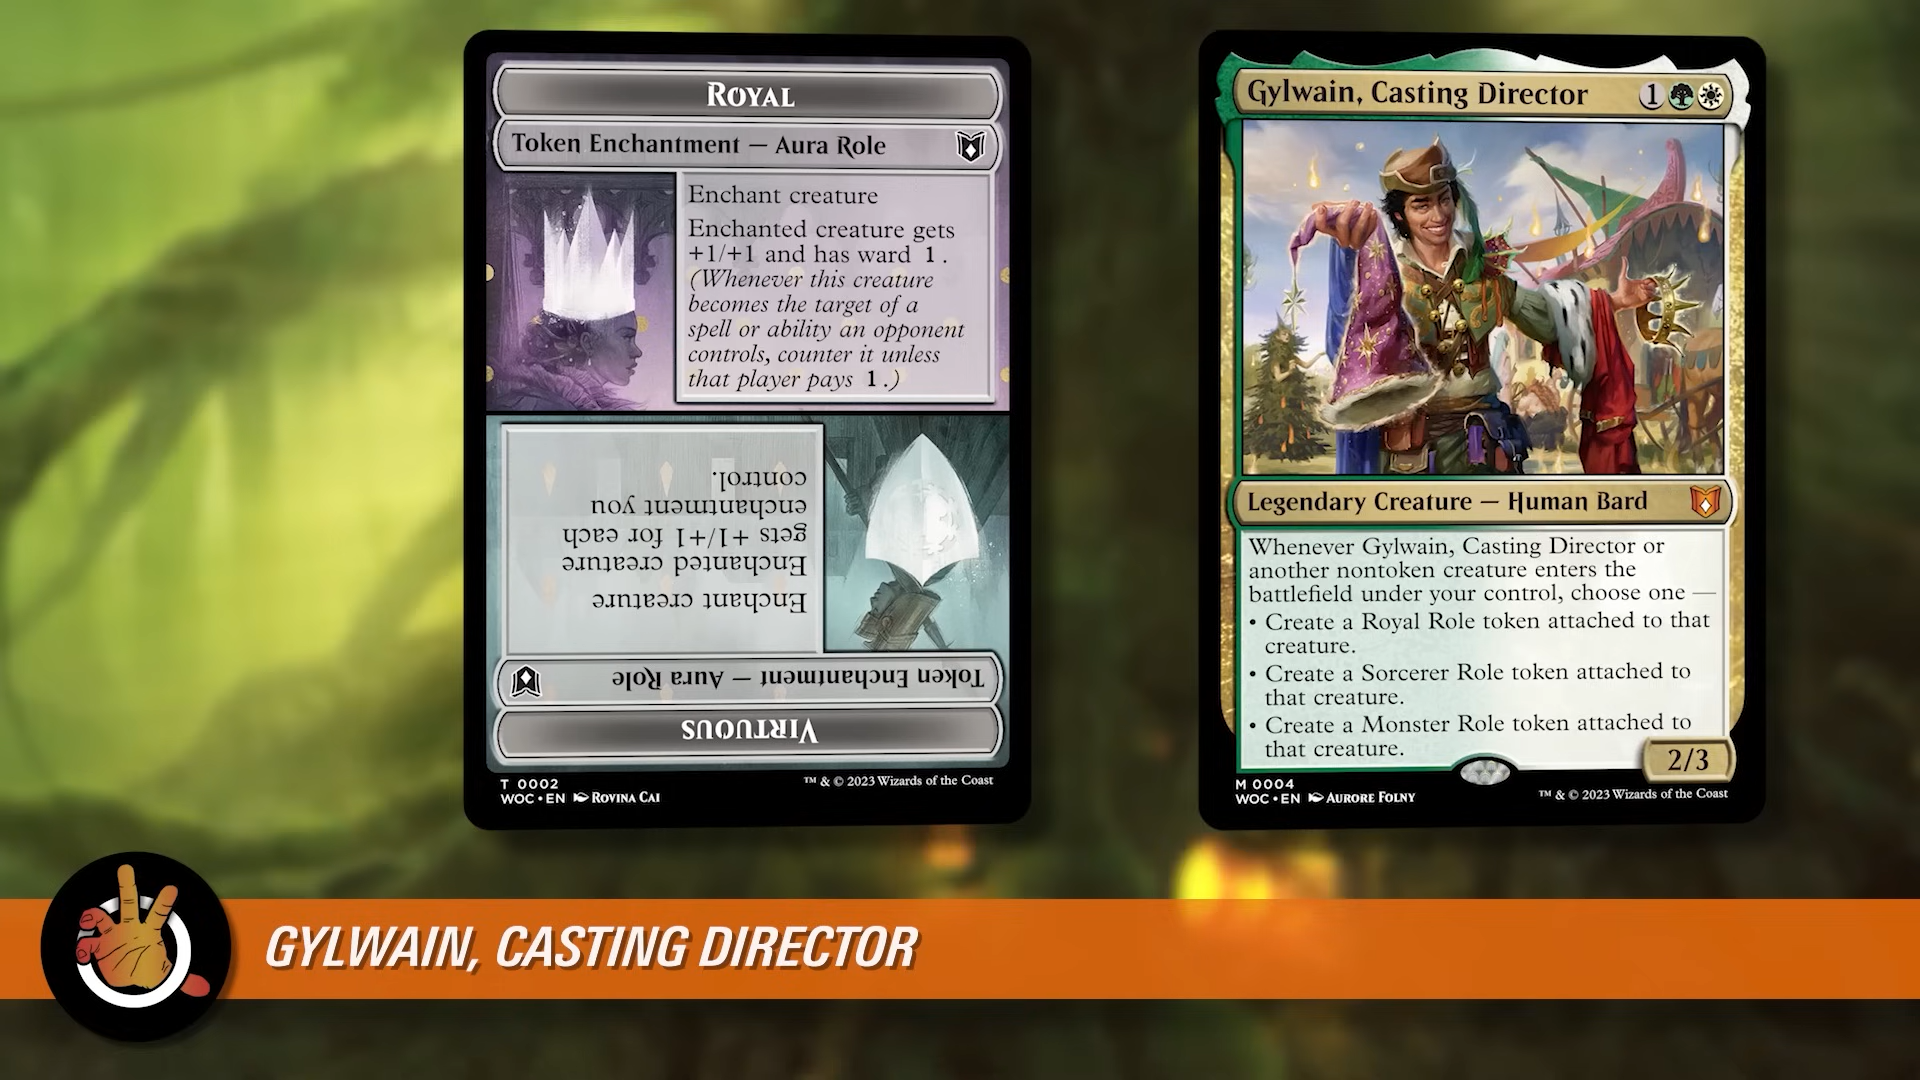 Royal
Token Enchantment — Aura Role
Enchant creature
Enchanted creature gets
+1/+1 and has ward 1.
(Whenever this creature
becomes the target of a
spell or ability an opponent
controls, counter it unless
that player pays 1.)
Virtuous
Token Enchantment — Aura Role
Enchant creature
Enchanted creature
gets +1/+1 for each
enchantment you
control.
T 0002
WOC • EN Rovina Cai
™ & © 2023 Wizards of the Coast
Gylwain, Casting Director 1
Legendary Creature — Human Bard
Whenever Gylwain, Casting Director or
another nontoken creature enters the
battlefield under your control, choose one —
• Create a Royal Role token attached to that
creature.
• Create a Sorcerer Role token attached to
that creature.
• Create a Monster Role token attached to
that creature.
2/3
M 0004
WOC • EN Aurore Folny
™ & © 2023 Wizards of the Coast
GYLWAIN, CASTING DIRECTOR